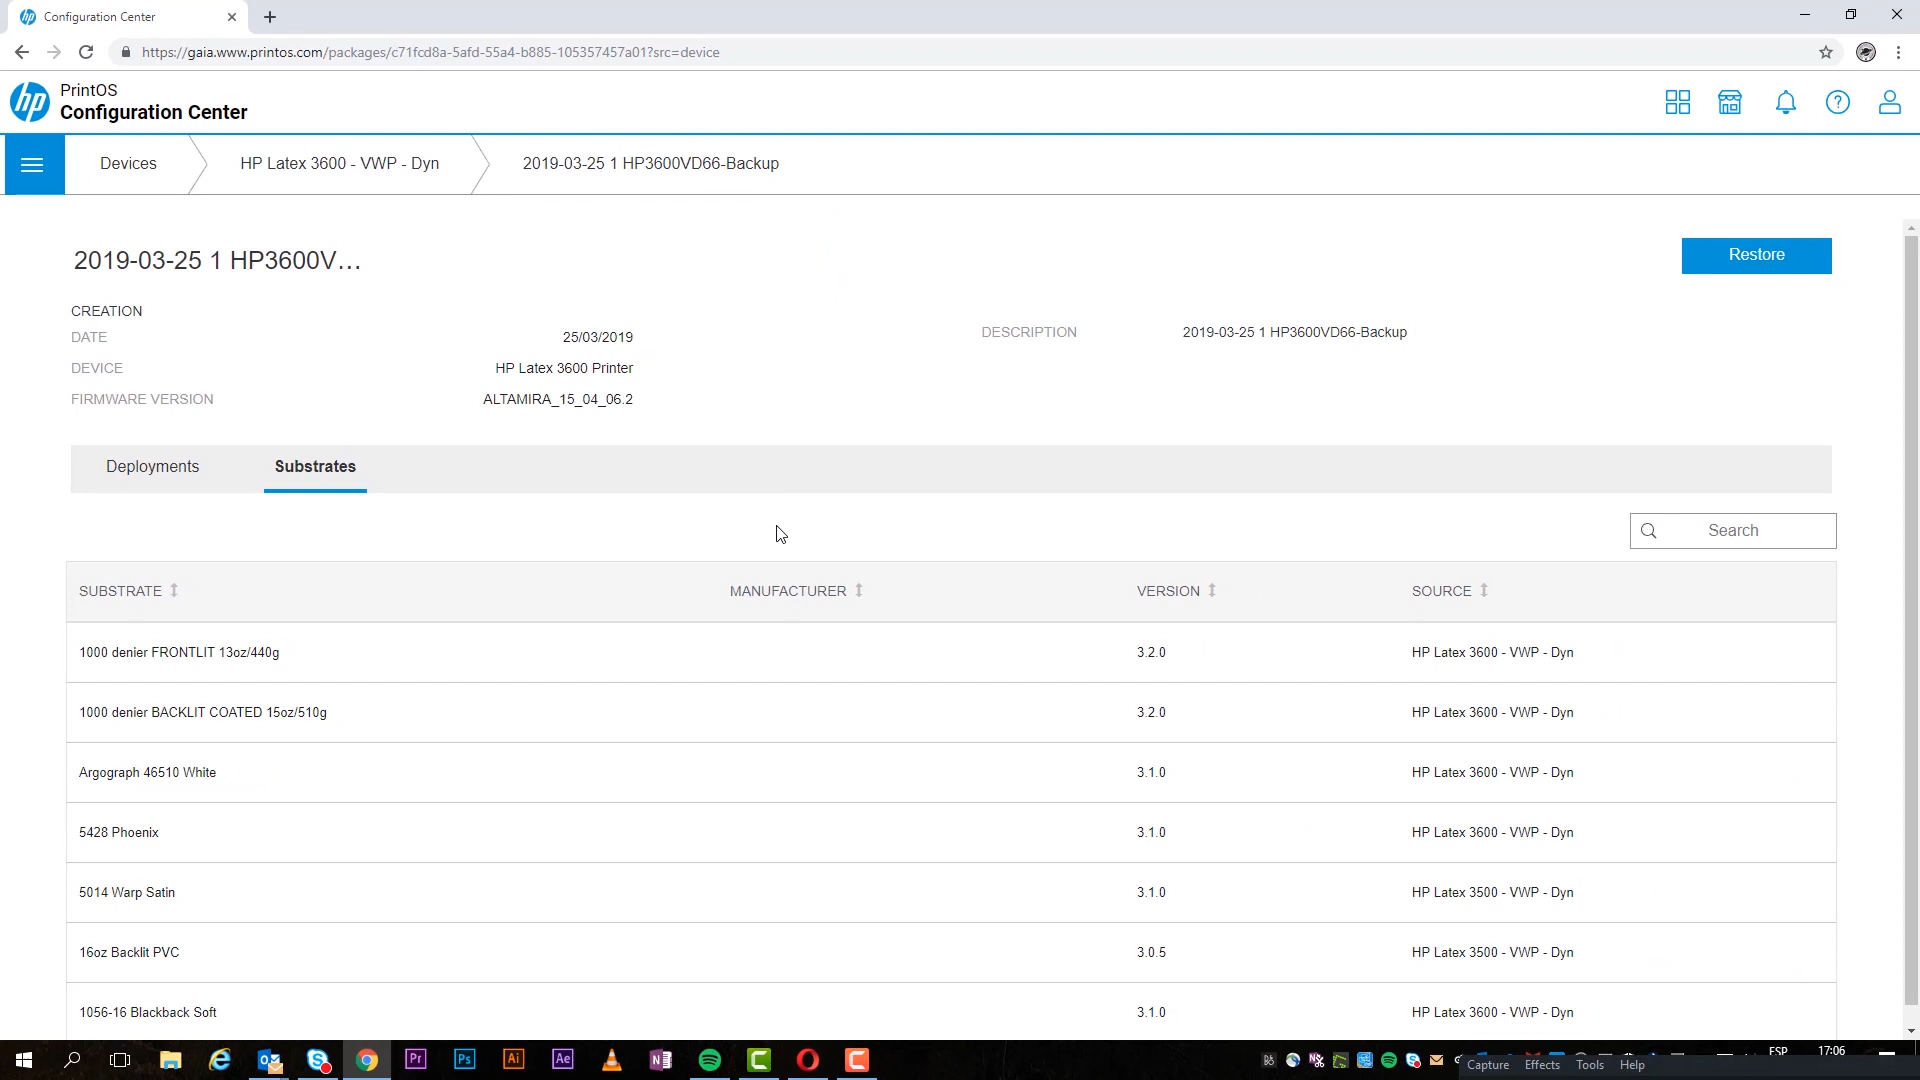 Configuration Center
https://gaia.www.printos.com/packages/c71fcd8a-5afd-55a4-b885-105357457a01?src=device
hp PrintOS
Configuration Center
Devices HP Latex 3600 - VWP - Dyn 2019-03-25 1 HP3600VD66-Backup
2019-03-25 1 HP3600V... Restore
CREATION
DATE 25/03/2019 DESCRIPTION 2019-03-25 1 HP3600VD66-Backup
DEVICE HP Latex 3600 Printer
FIRMWARE VERSION ALTAMIRA_15_04_06.2
Deployments Substrates
Search
SUBSTRATE MANUFACTURER VERSION SOURCE
1000 denier FRONTLIT 13oz/440g 3.2.0 HP Latex 3600 - VWP - Dyn
1000 denier BACKLIT COATED 15oz/510g 3.2.0 HP Latex 3600 - VWP - Dyn
Argograph 46510 White 3.1.0 HP Latex 3600 - VWP - Dyn
5428 Phoenix 3.1.0 HP Latex 3600 - VWP - Dyn
5014 Warp Satin 3.1.0 HP Latex 3500 - VWP - Dyn
16oz Backlit PVC 3.0.5 HP Latex 3500 - VWP - Dyn
1056-16 Blackback Soft 3.1.0 HP Latex 3600 - VWP - Dyn
Pr Ps Ai Ae ESP 17:06
Capture Effects Tools Help